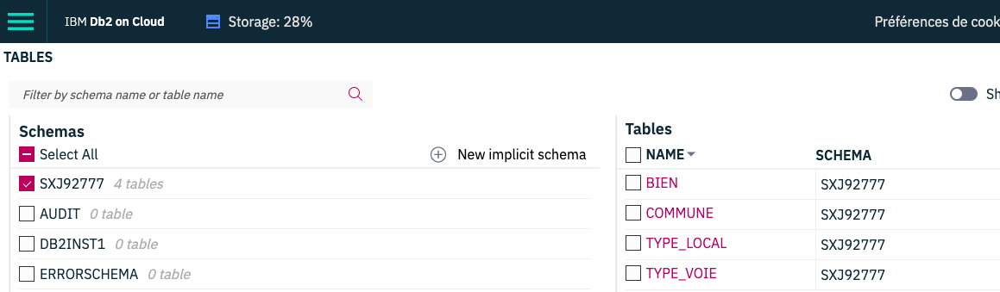 IBM Db2 on Cloud
Storage: 28%
Préférences de cook
TABLES
Filter by schema name or table name
Sh
Schemas
Select All
New implicit schema
SXJ92777 4 tables
AUDIT 0 table
DB2INST1 0 table
ERRORSCHEMA 0 table
Tables
NAME SCHEMA
BIEN SXJ92777
COMMUNE SXJ92777
TYPE_LOCAL SXJ92777
TYPE_VOIE SXJ92777